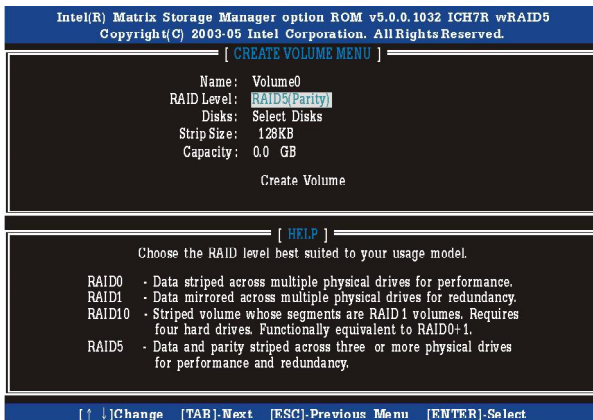 Intel(R) Matrix Storage Manager option ROM v5.0.0.1032 ICH7R wRAID5
Copyright(C) 2003-05 Intel Corporation. All Rights Reserved.
[ CREATE VOLUME MENU ]
Name: Volume0
RAID Level: RAID5(Parity)
Disks: Select Disks
Strip Size: 128KB
Capacity: 0.0 GB
Create Volume
[ HELP ]
Choose the RAID level best suited to your usage model.
RAID0 - Data striped across multiple physical drives for performance.
RAID1 - Data mirrored across multiple physical drives for redundancy.
RAID10 - Striped volume whose segments are RAID 1 volumes. Requires
four hard drives. Functionally equivalent to RAID0+1.
RAID5 - Data and parity striped across three or more physical drives
for performance and redundancy.
[↑ ↓]Change [TAB]-Next [ESC]-Previous Menu [ENTER]-Select